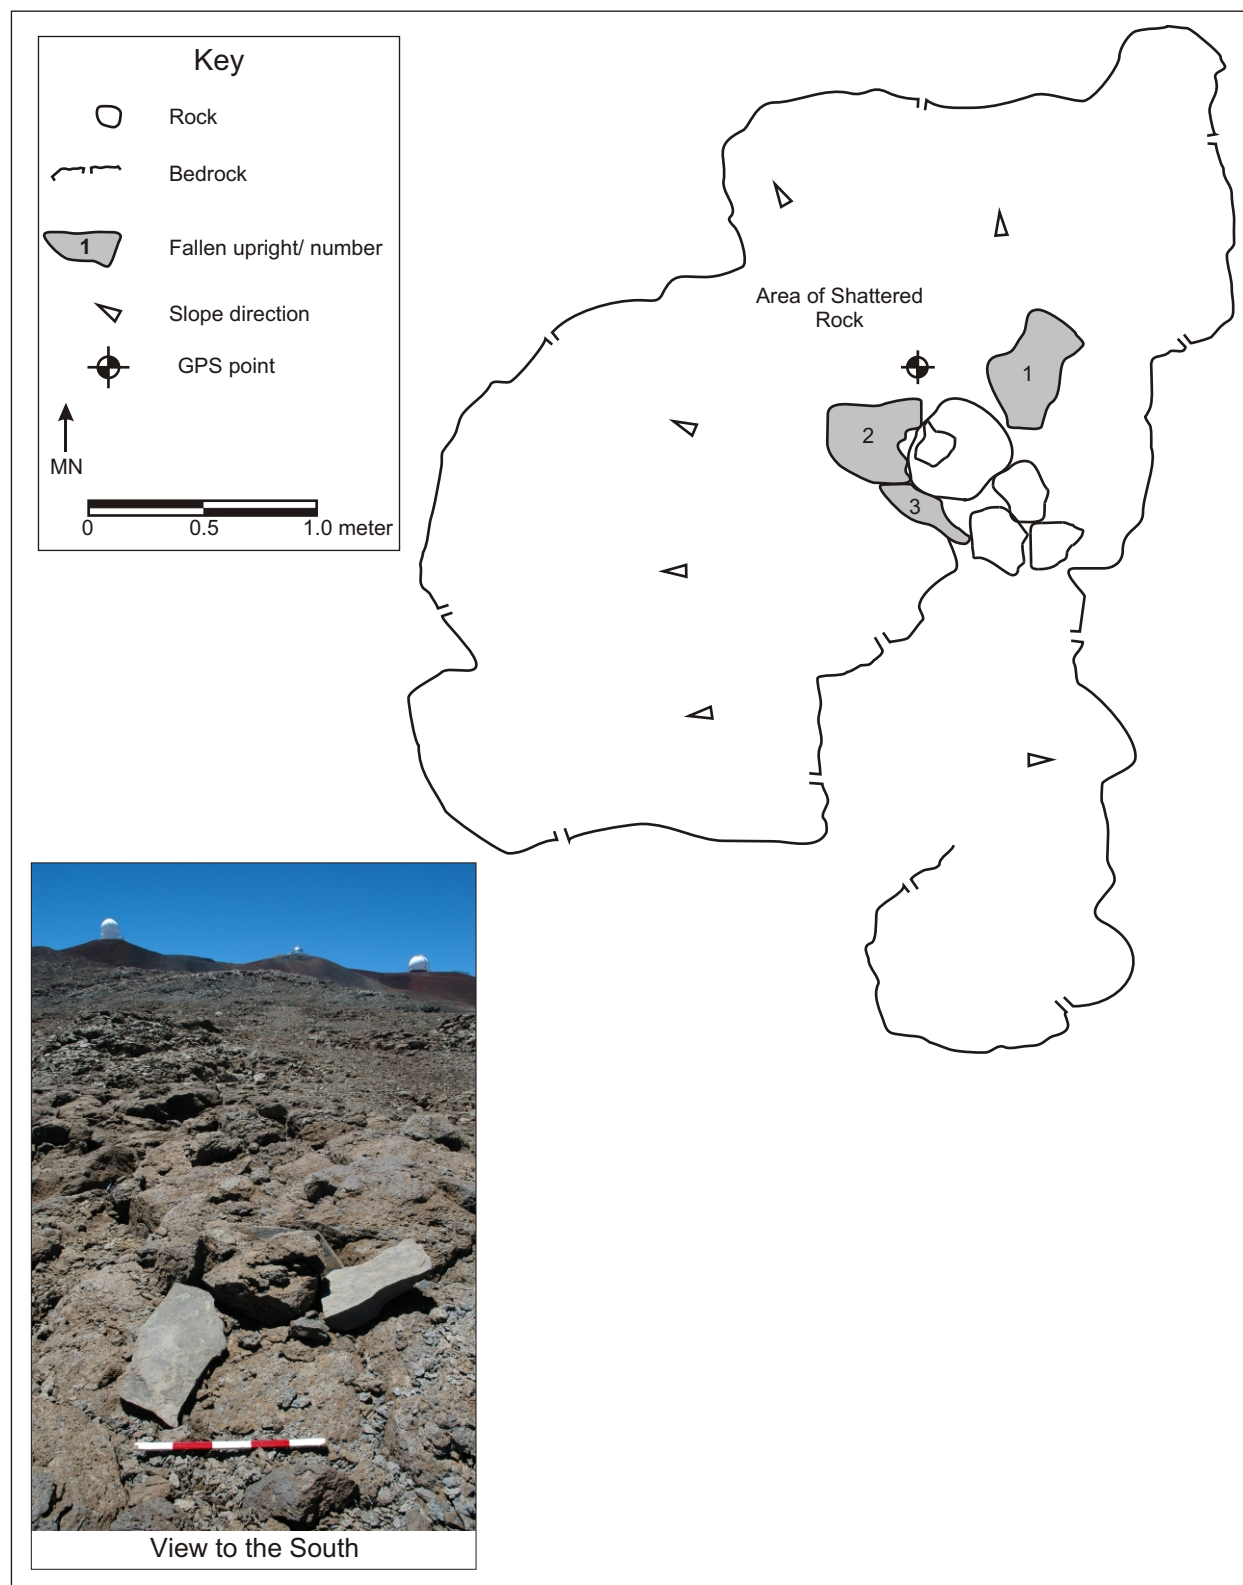 Key
Rock
Bedrock
1
Fallen upright/ number
Slope direction
GPS point
MN
0
0.5
1.0 meter
Area of Shattered
Rock
1
2
3
View to the South